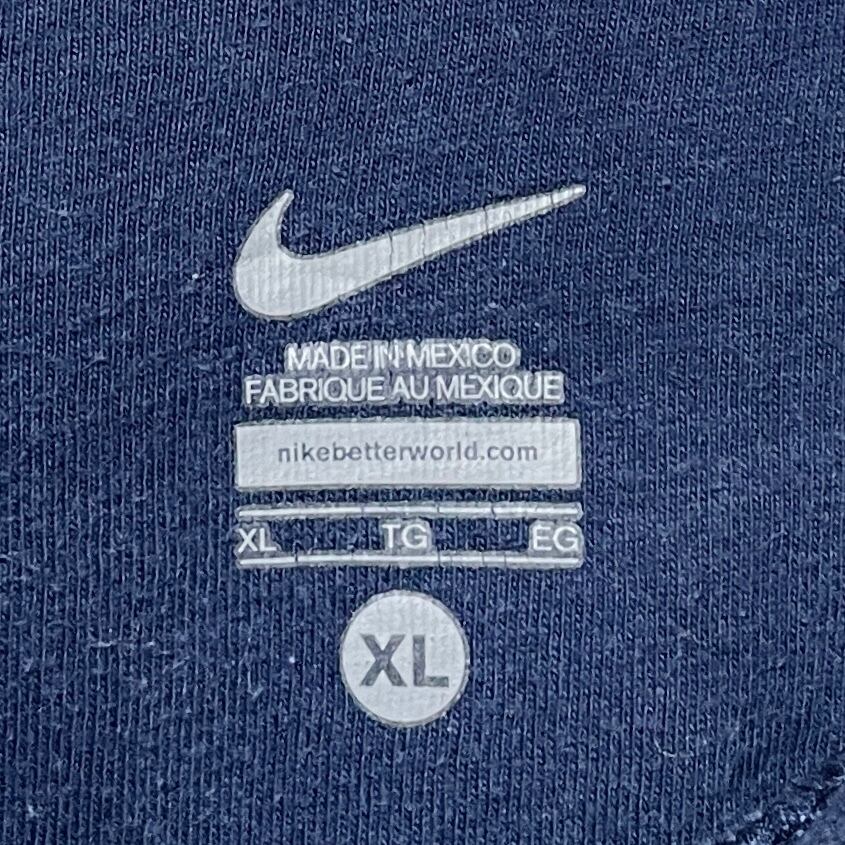 MADE IN MEXICO
FABRIQUE AU MEXIQUE
nikebetterworld.com
XL TG EG
XL